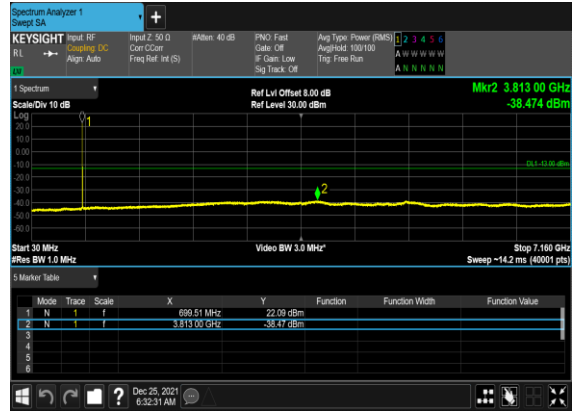 Spectrum Analyzer 1
Swept SA
+
KEYSIGHT Input: RF Input Z: 50 Ω #Atten: 40 dB PNO: Fast Avg Type: Power (RMS) 1 2 3 4 5 6
RL Coupling: DC Corr CCorr Gate: Off Avg|Hold: 100/100 A W W W W W
Align: Auto Freq Ref: Int (S) IF Gain: Low Trig: Free Run
Sig Track: Off A N N N N N
1 Spectrum Ref Lvl Offset 8.00 dB Mkr2 3.813 00 GHz
Scale/Div 10 dB Ref Level 30.00 dBm -38.474 dBm
Log
1
20.0
10.0
0.00
-10.0 DL1 -13.00 dBm
-20.0
-30.0 2
-40.0
-50.0
-60.0
Start 30 MHz Video BW 3.0 MHz* Stop 7.160 GHz
#Res BW 1.0 MHz Sweep ~14.2 ms (40001 pts)
5 Marker Table
Mode Trace Scale X Y Function Function Width Function Value
1 N 1 f 699.51 MHz 22.09 dBm
2 N 1 f 3.813 00 GHz -38.47 dBm
3
4
5
6
? Dec 25, 2021
6:32:31 AM